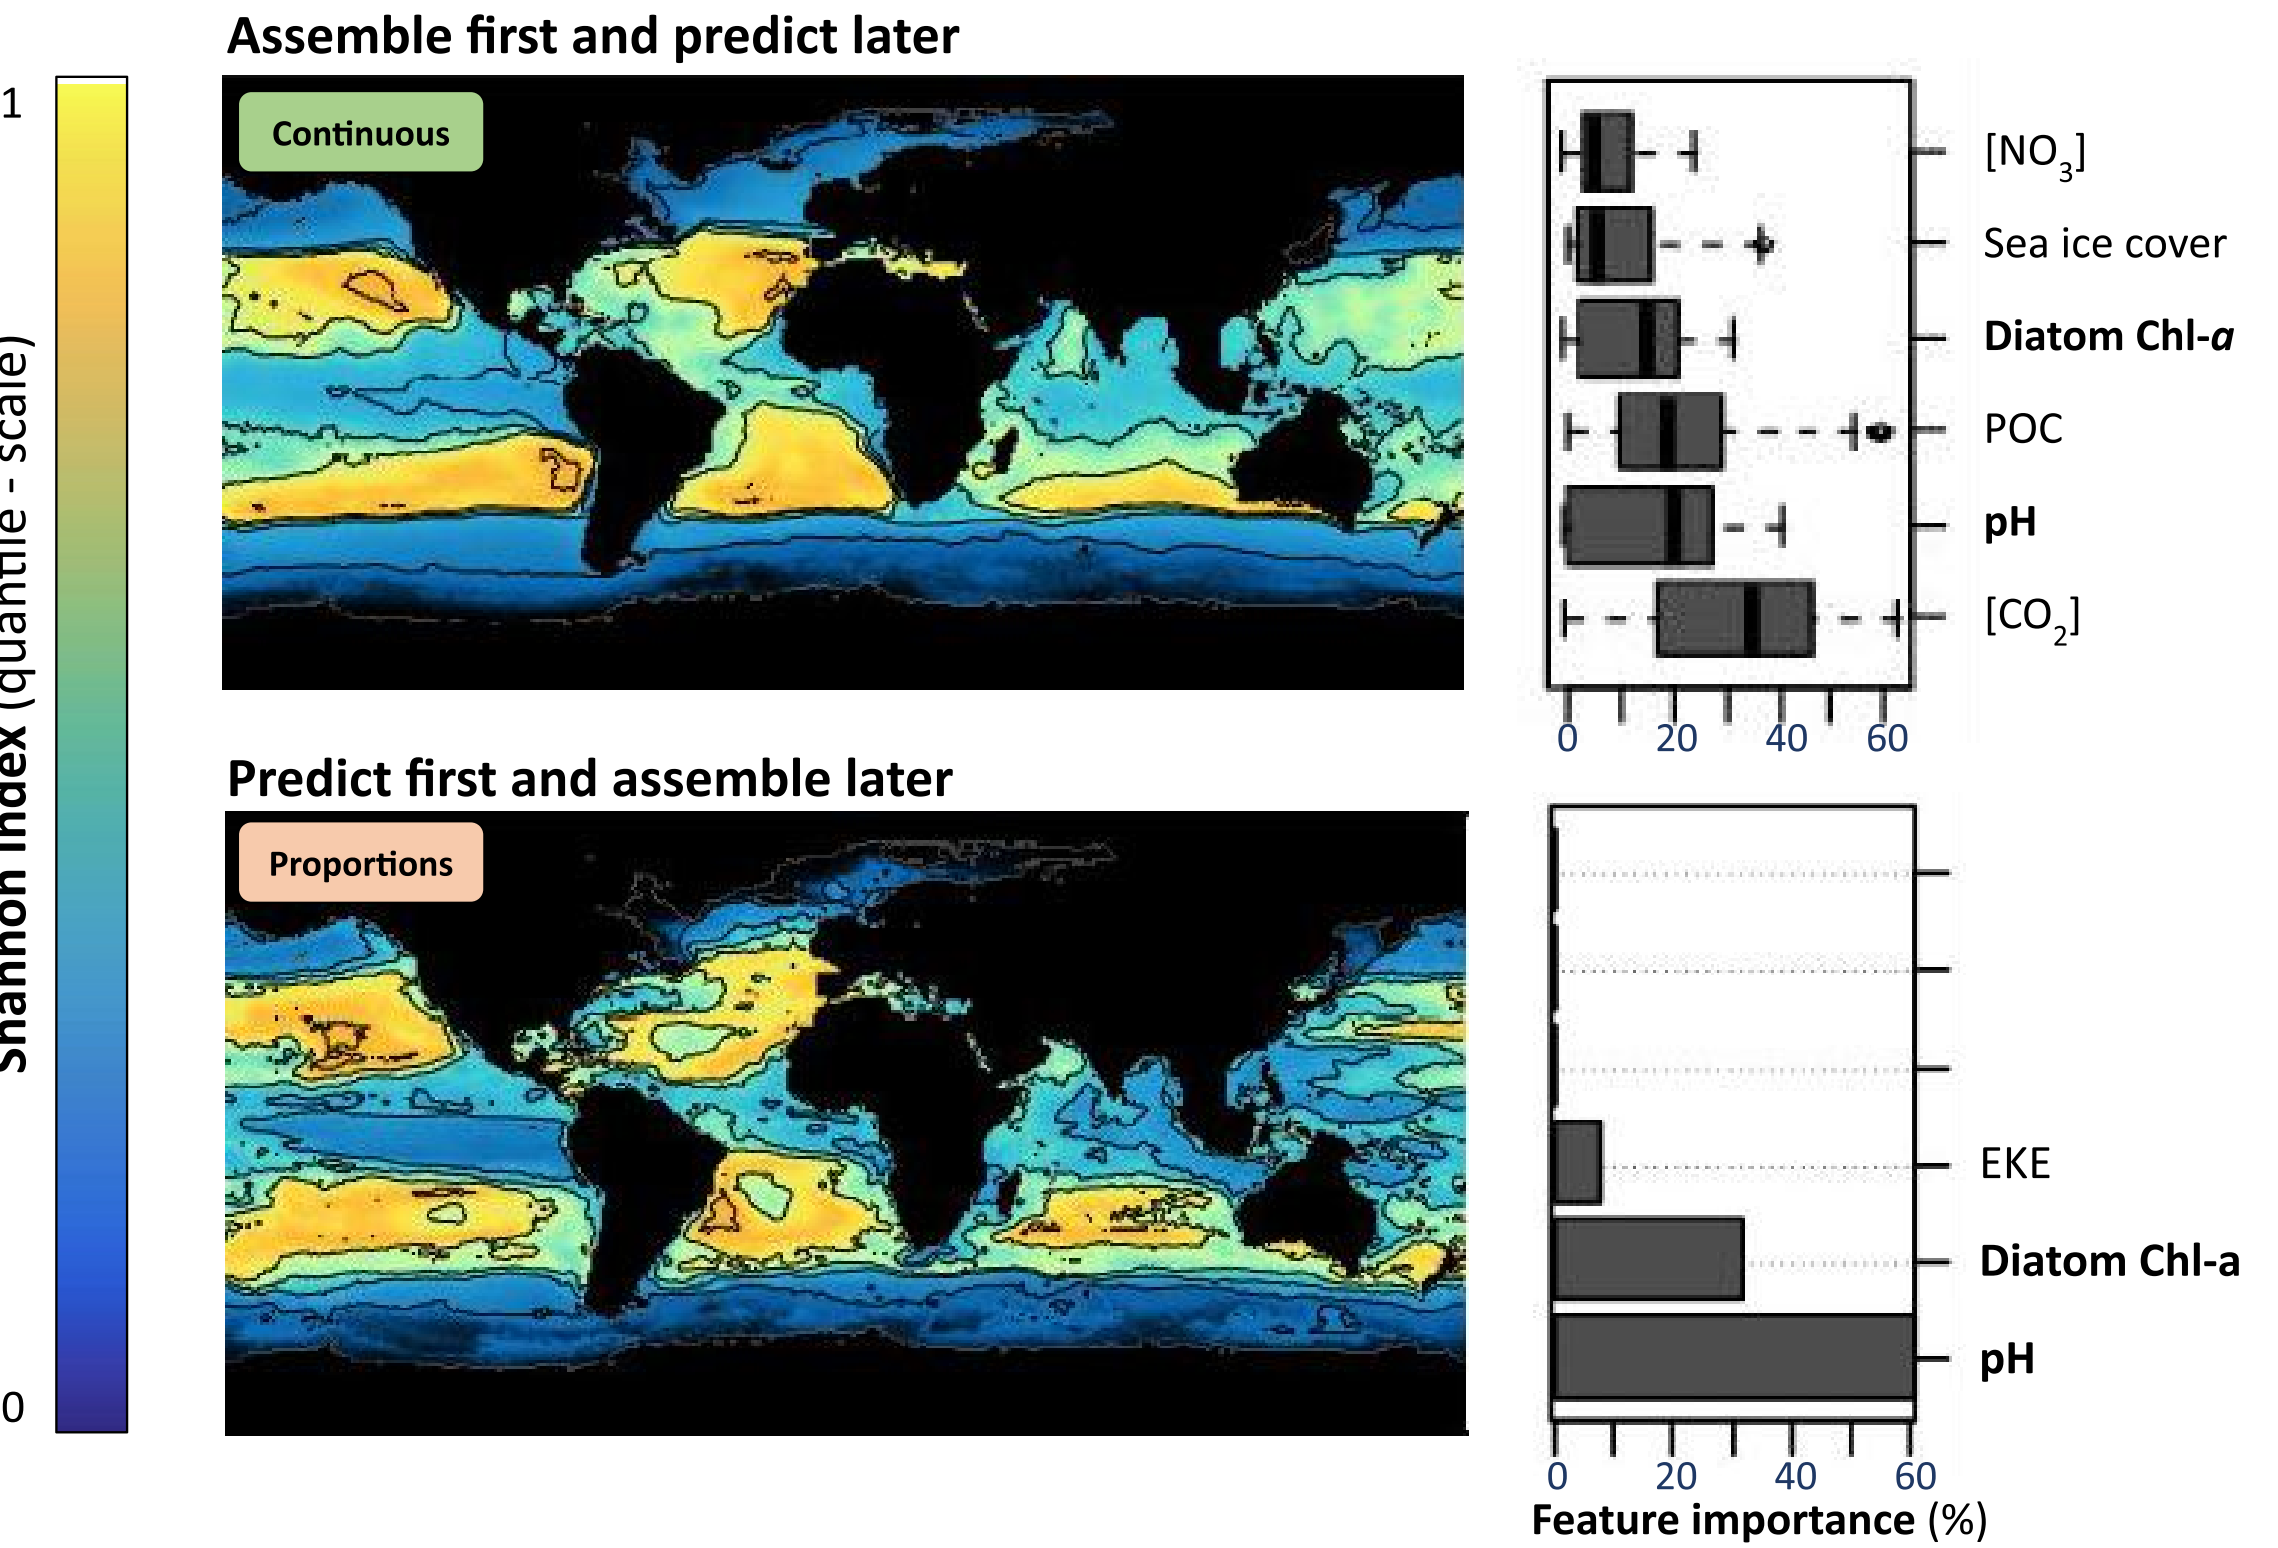 Assemble first and predict later
Continuous
1
0
Shannon Index (quantile - scale)
[NO₃]
Sea ice cover
Diatom Chl-a
POC
pH
[CO₂]
0 20 40 60
Predict first and assemble later
Proportions
EKE
Diatom Chl-a
pH
0 20 40 60
Feature importance (%)